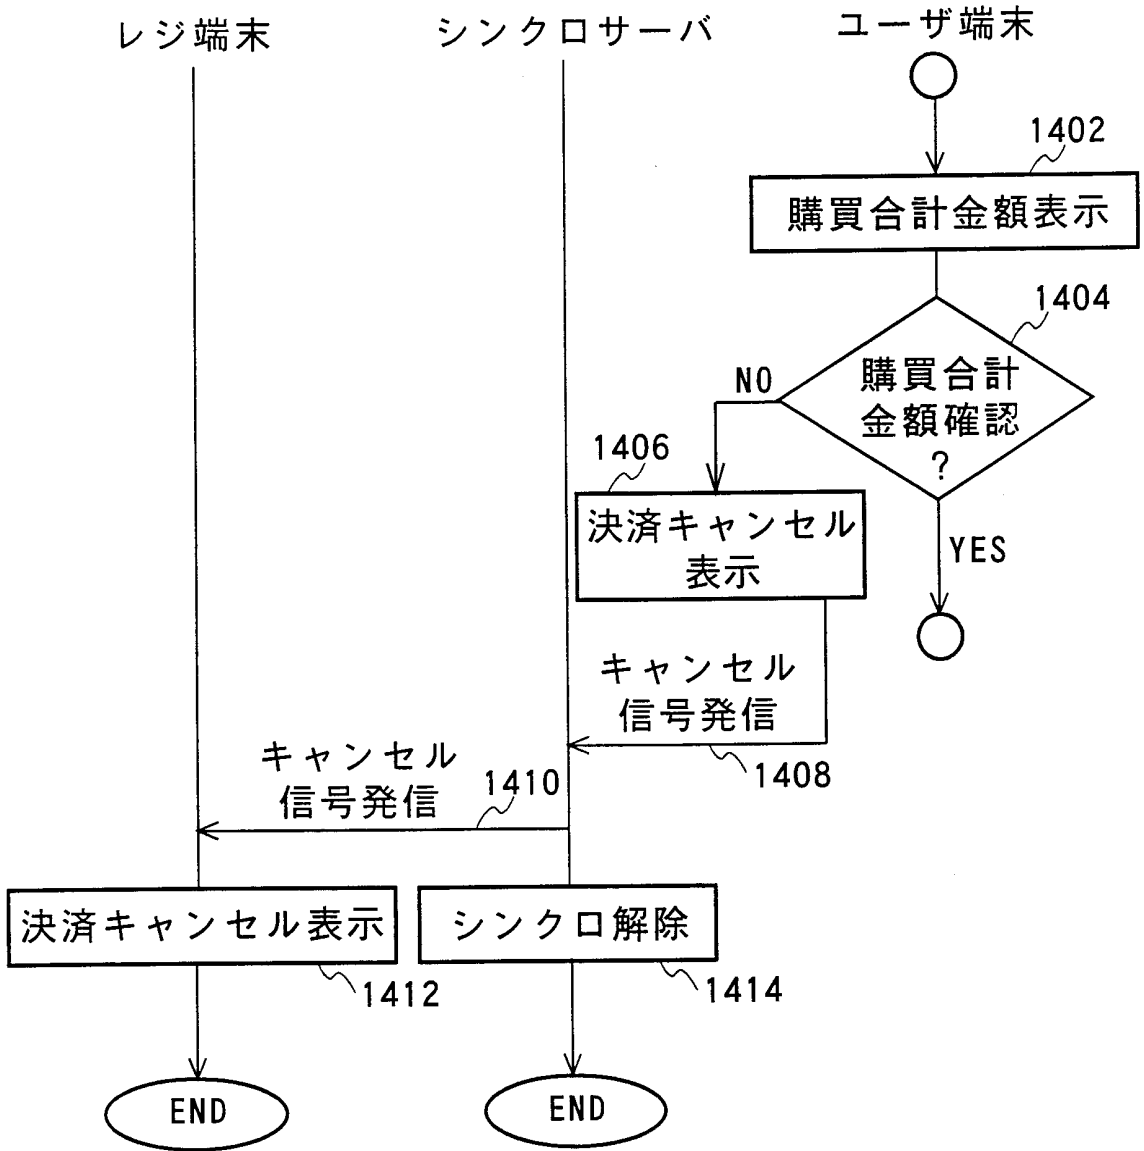 レジ端末
シンクロサーバ
ユーザ端末
1402
購買合計金額表示
1404
購買合計
金額確認
?
NO
YES
1406
決済キャンセル
表示
キャンセル
信号発信
1408
キャンセル
信号発信
1410
決済キャンセル表示
1412
シンクロ解除
1414
END
END